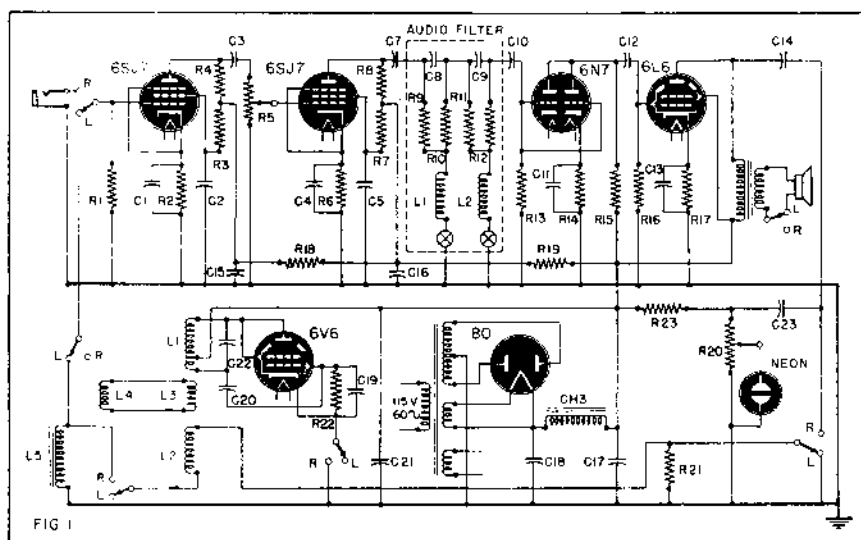 AUDIO FILTER
6SJ7
R4
C3
6SJ7
R8
C7
C8
C9
C10
6N7
C12
6L6
C14
R
L
R5
R9
R11
R3
R7
R10
R12
R1
C1
R2
C2
C4
R6
C5
L1
L2
R13
C11
R14
R15
R16
C13
R17
L
R
C15
R18
C16
R19
L1
6V6
80
R23
C23
L
R
C22
R20
NEON
L4
L3
C20
C19
115 V
60~
CH3
R22
R
L5
R
L
L2
R
L
C21
C18
C17
R21
L
FIG 1